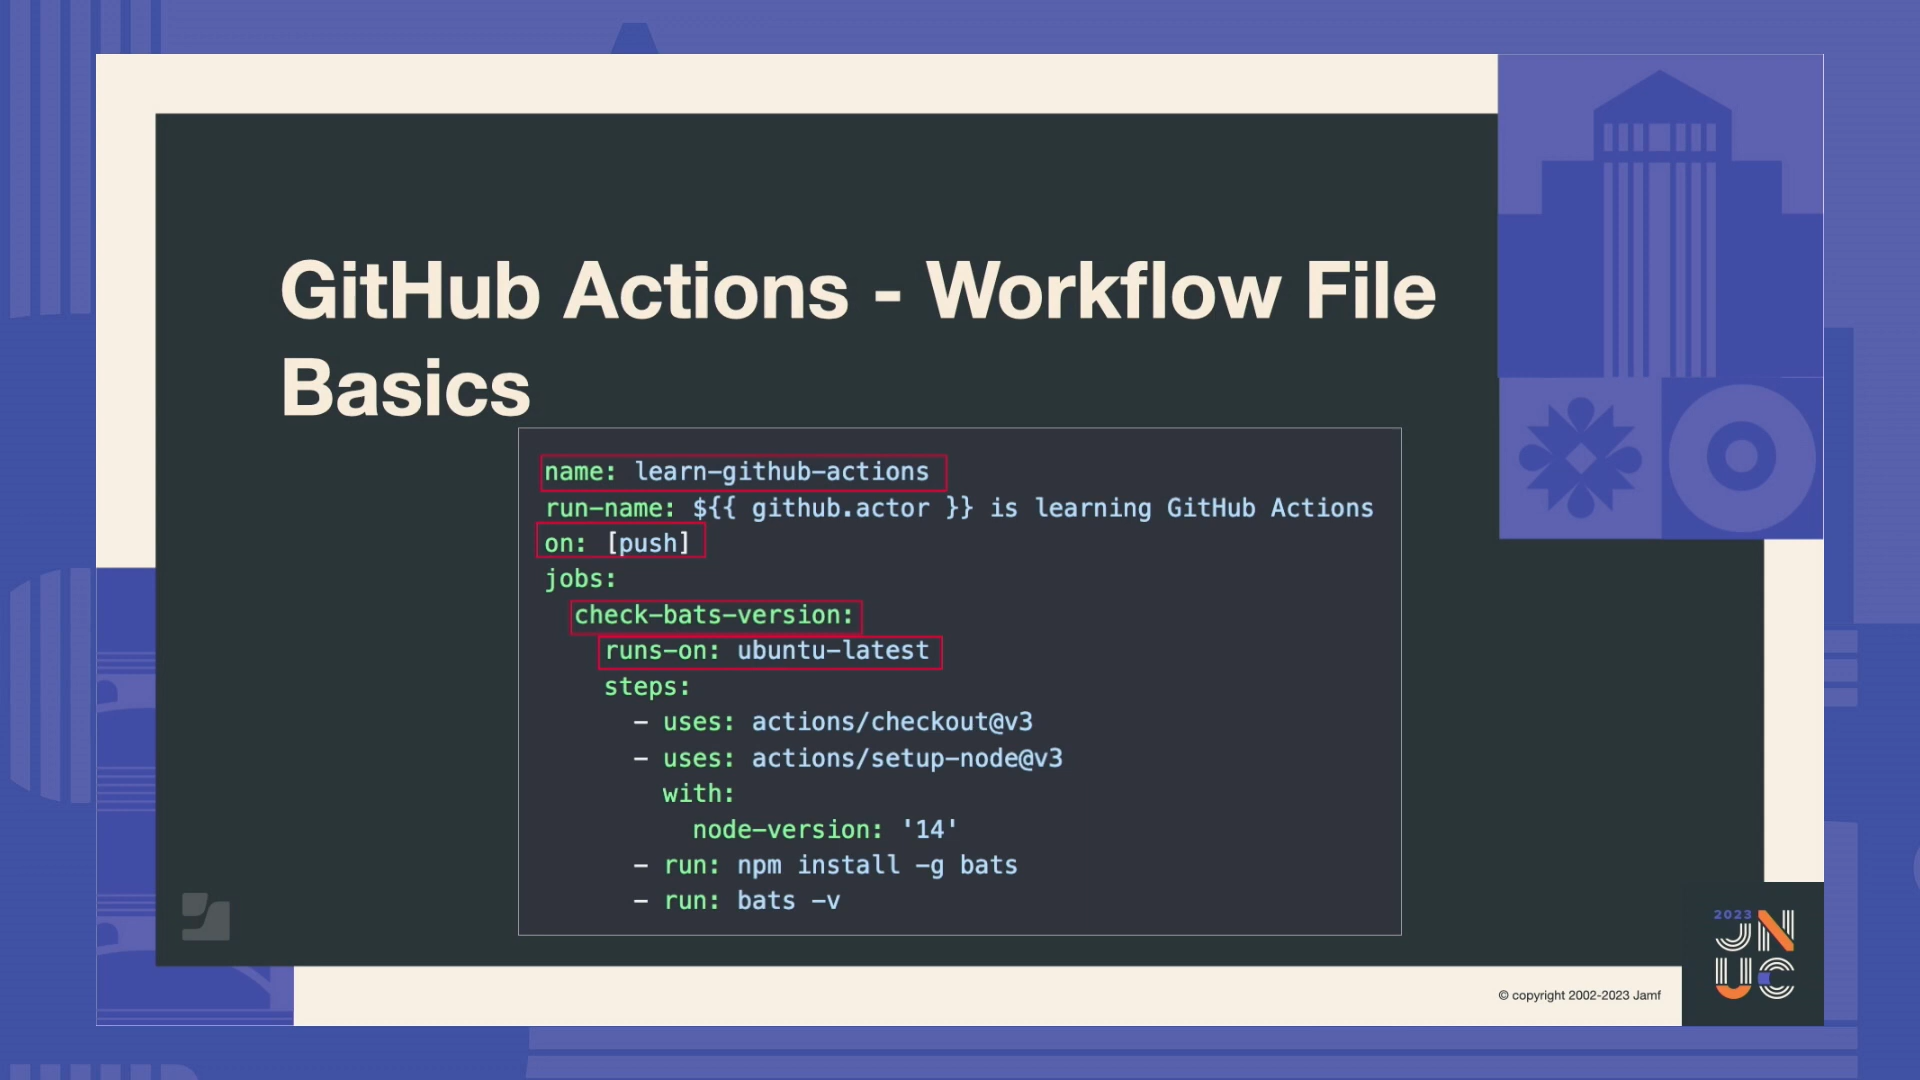 GitHub Actions - Workflow File
Basics
name: learn-github-actions
run-name: ${{ github.actor }} is learning GitHub Actions
on: [push]
jobs:
  check-bats-version:
    runs-on: ubuntu-latest
    steps:
      - uses: actions/checkout@v3
      - uses: actions/setup-node@v3
        with:
          node-version: '14'
      - run: npm install -g bats
      - run: bats -v
2023
JN
UC
© copyright 2002-2023 Jamf